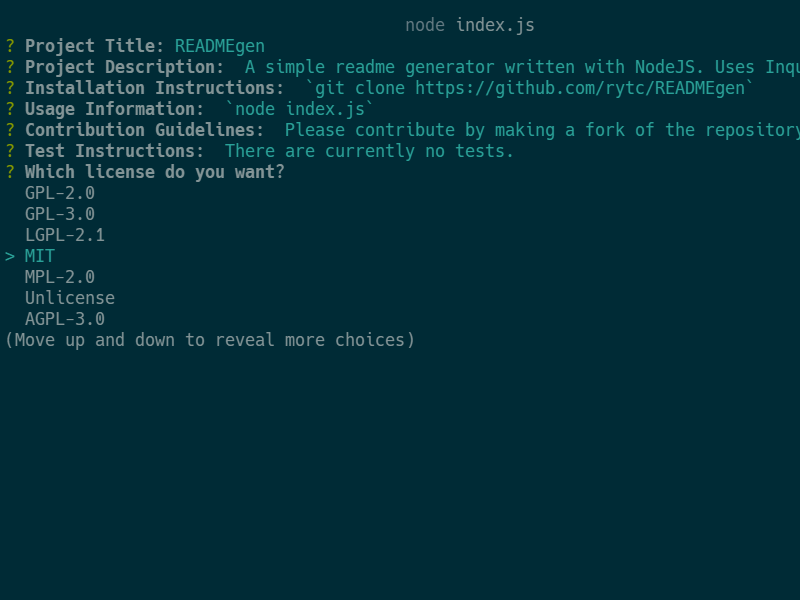 node index.js
? Project Title: READMEgen
? Project Description:  A simple readme generator written with NodeJS. Uses
? Installation Instructions:  `git clone https://github.com/rytc/READMEgen`
? Usage Information:  `node index.js`
? Contribution Guidelines:  Please contribute by making a fork of the repository
? Test Instructions:  There are currently no tests.
? Which license do you want?
GPL-2.0
GPL-3.0
LGPL-2.1
> MIT
MPL-2.0
Unlicense
AGPL-3.0
(Move up and down to reveal more choices)